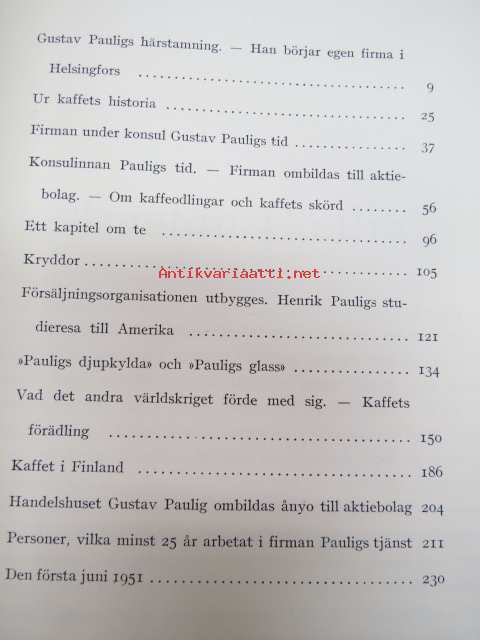 Gustav Pauligs härstamning. — Han börjar egen firma i
Helsingfors ..................................... 9
Ur kaffets historia ................................. 25
Firman under konsul Gustav Pauligs tid ............... 37
Konsulinnan Pauligs tid. — Firman ombildas till aktie-
bolag. — Om kaffeodlingar och kaffets skörd ........ 56
Ett kapitel om te ................................... 96
Kryddor ............................................. 105
Antikvariaatti.net
Försäljningsorganisationen utbygges. Henrik Pauligs stu-
dieresa till Amerika .............................. 121
»Pauligs djupkylda» och »Pauligs glass» ............... 134
Vad det andra världskriget förde med sig. — Kaffets
förädling ......................................... 150
Kaffet i Finland .................................... 186
Handelshuset Gustav Paulig ombildas ånyo till aktiebolag 204
Personer, vilka minst 25 år arbetat i firman Pauligs tjänst 211
Den första juni 1951 ................................. 230